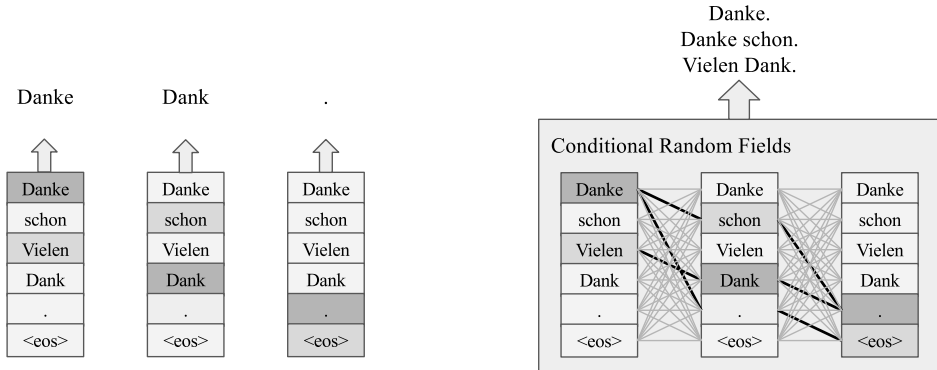 Danke.
Danke schon.
Vielen Dank.
Danke Dank .
Conditional Random Fields
Danke Danke Danke Danke Danke Danke
schon schon schon schon schon schon
Vielen Vielen Vielen Vielen Vielen Vielen
Dank Dank Dank Dank Dank Dank
. . . . . .
<eos> <eos> <eos> <eos> <eos> <eos>